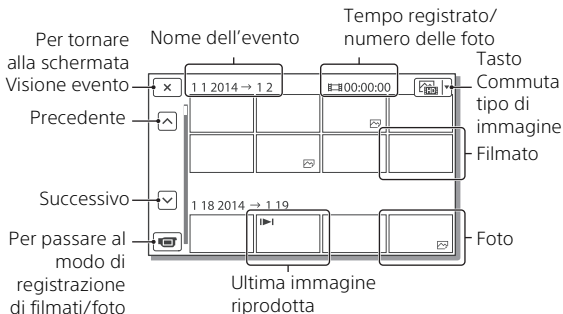 Tempo registrato/
numero delle foto
Nome dell'evento
Per tornare
alla schermata
Visione evento
Tasto
Commuta
tipo di
immagine
1 1 2014 → 1 2
00:00:00
Precedente
Filmato
Successivo
1 18 2014 → 1 19
Foto
Per passare al
modo di
registrazione
di filmati/foto
Ultima immagine
riprodotta